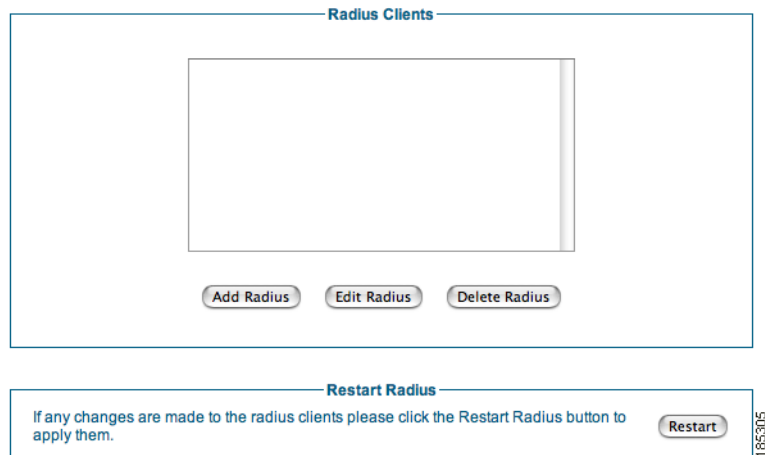 Radius Clients
Add Radius Edit Radius Delete Radius
Restart Radius
If any changes are made to the radius clients please click the Restart Radius button to
apply them.
Restart
185305